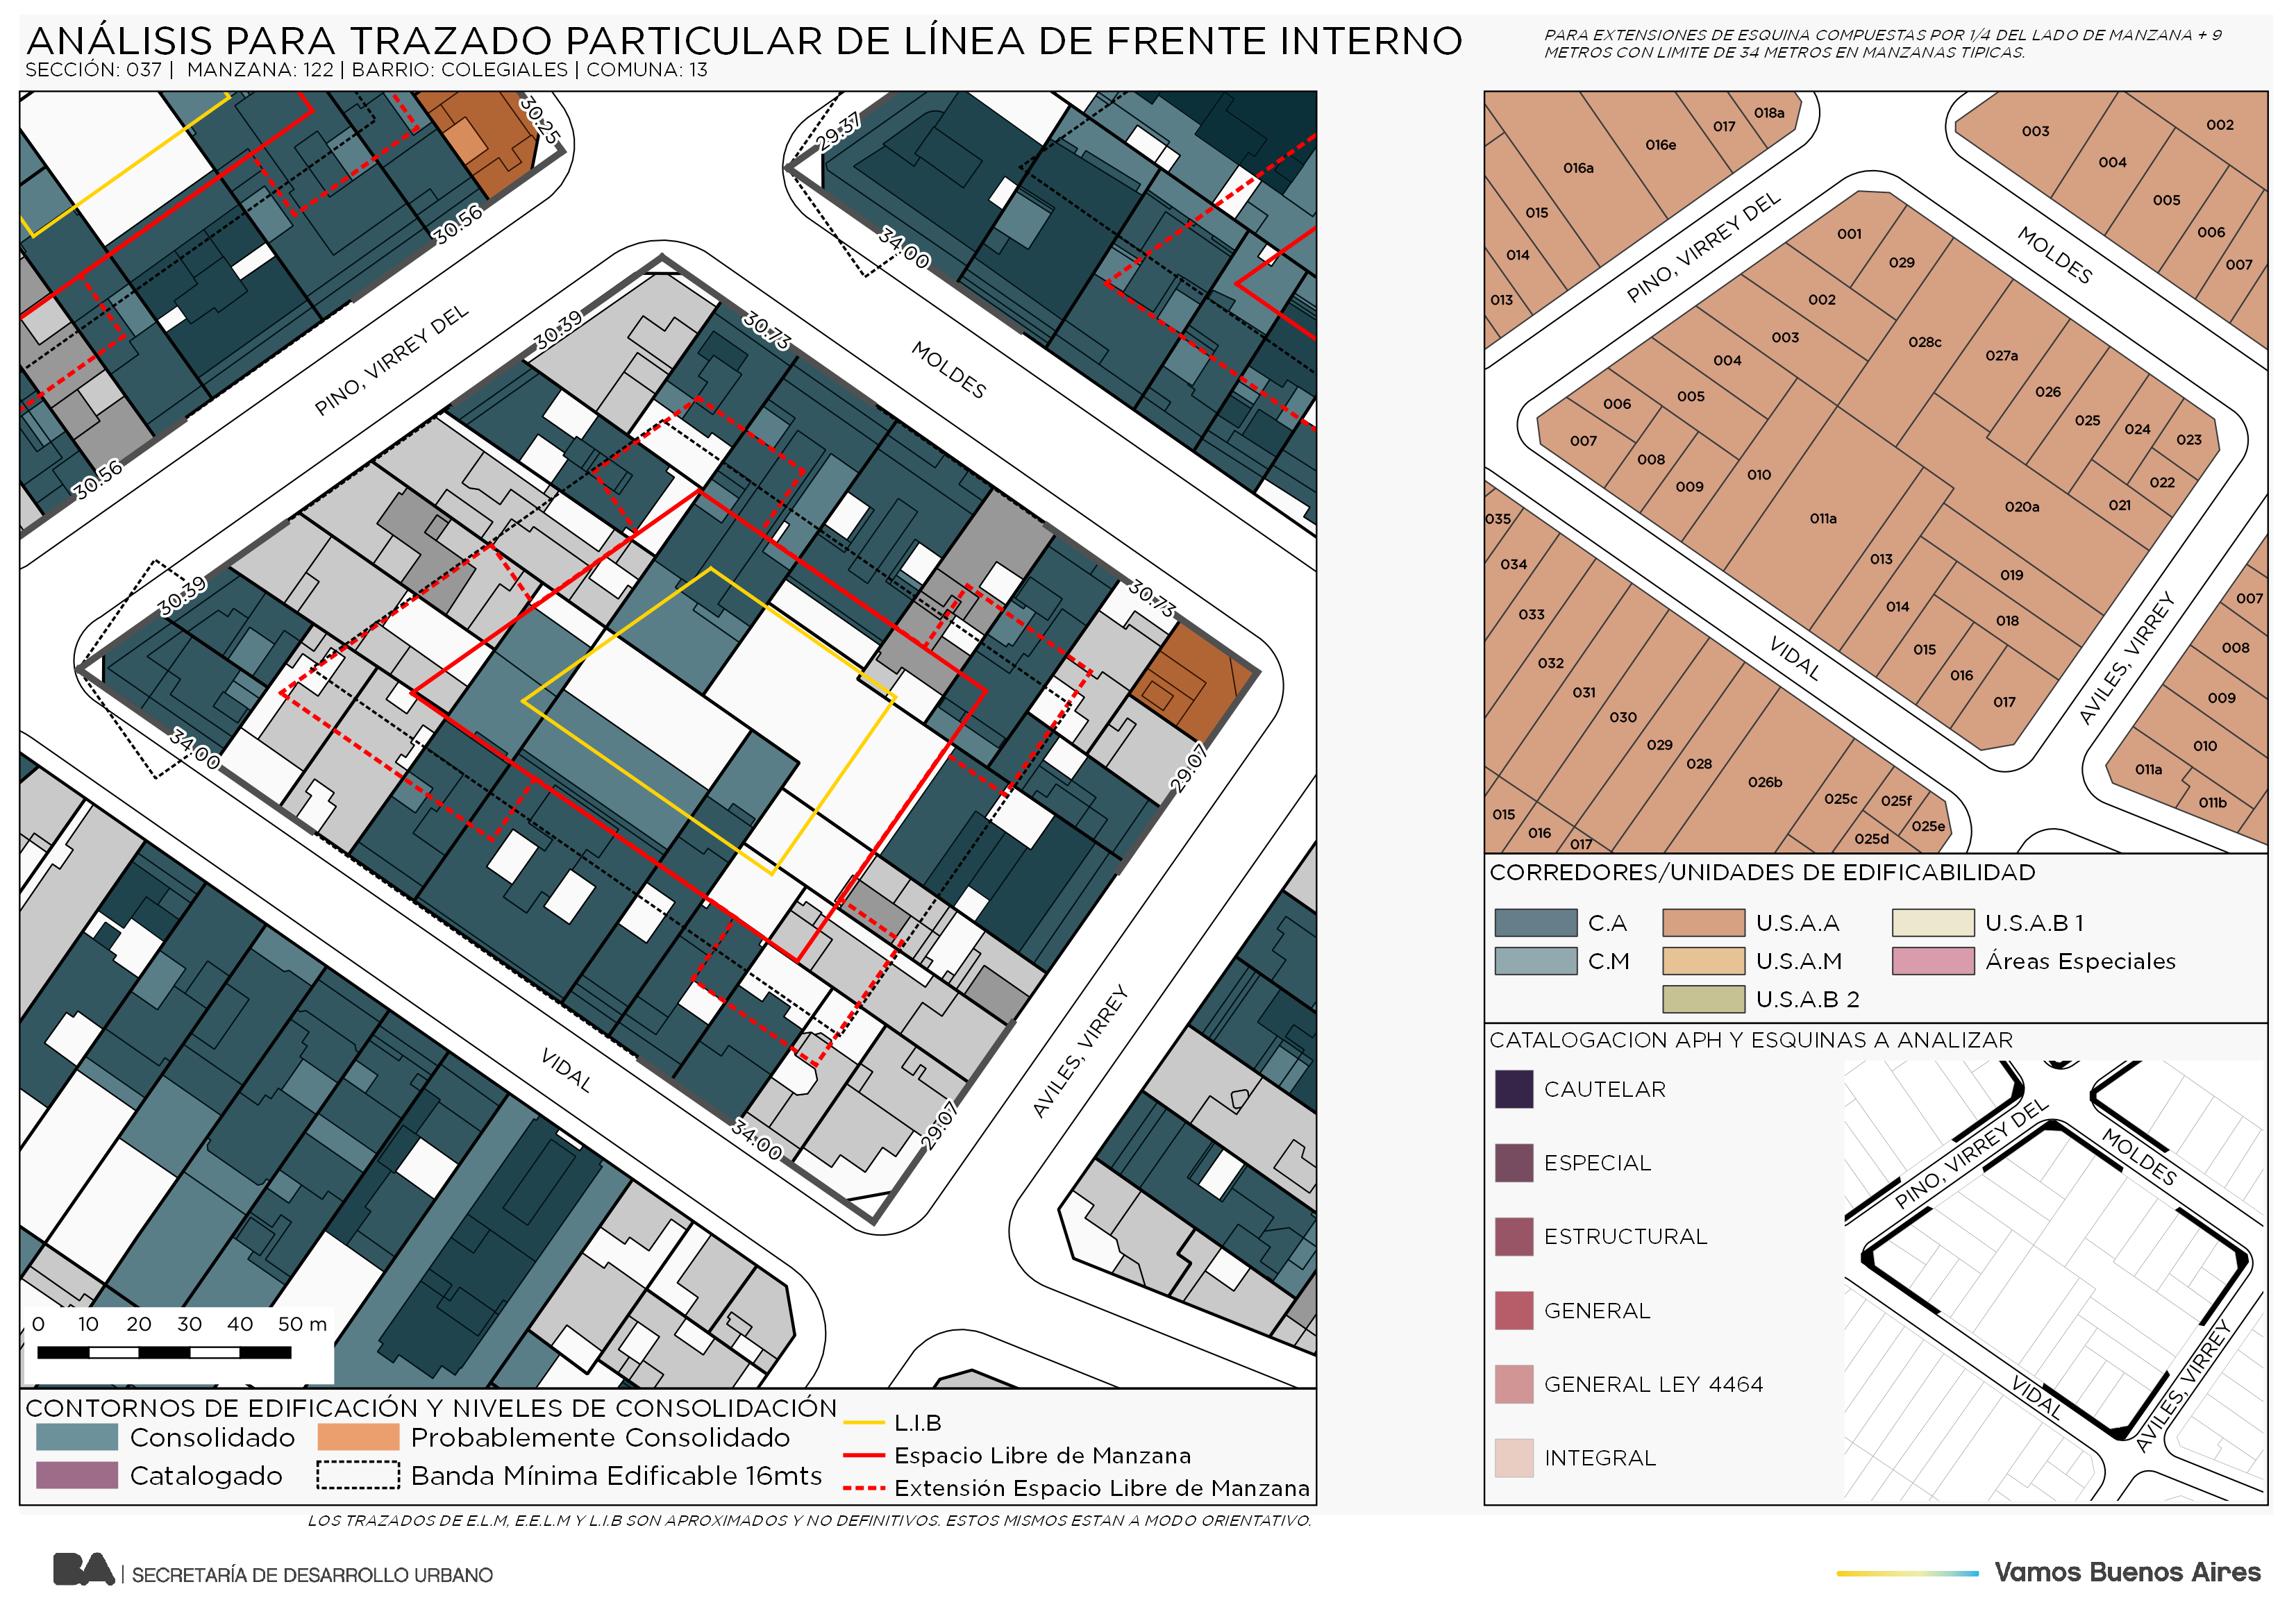 ANÁLISIS PARA TRAZADO PARTICULAR DE LÍNEA DE FRENTE INTERNO
SECCIÓN: 037 | MANZANA: 122 | BARRIO: COLEGIALES | COMUNA: 13
PARA EXTENSIONES DE ESQUINA COMPUESTAS POR 1/4 DEL LADO DE MANZANA + 9
METROS CON LIMITE DE 34 METROS EN MANZANAS TIPICAS.
30.25
29.37
30.56
34.00
30.39
30.73
PINO, VIRREY DEL
MOLDES
30.56
30.39
30.73
34.00
29.07
VIDAL
AVILES, VIRREY
34.00
29.07
0 10 20 30 40 50 m
CONTORNOS DE EDIFICACIÓN Y NIVELES DE CONSOLIDACIÓN
Consolidado
Probablemente Consolidado
Catalogado
Banda Mínima Edificable 16mts
L.I.B
Espacio Libre de Manzana
Extensión Espacio Libre de Manzana
LOS TRAZADOS DE E.L.M, E.E.L.M Y L.I.B SON APROXIMADOS Y NO DEFINITIVOS. ESTOS MISMOS ESTAN A MODO ORIENTATIVO.
018a
017
016e
016a
015
014
013
003
002
004
005
006
007
PINO, VIRREY DEL
MOLDES
001
029
002
003
028c
004
027a
005
026
006
025
024
023
007
008
022
009
010
021
011a
020a
013
019
014
018
015
016
017
035
034
033
032
031
030
029
028
026b
025c
025f
025e
025d
015
016
017
VIDAL
AVILES, VIRREY
007
008
009
010
011a
011b
CORREDORES/UNIDADES DE EDIFICABILIDAD
C.A
U.S.A.A
U.S.A.B 1
C.M
U.S.A.M
Áreas Especiales
U.S.A.B 2
CATALOGACION APH Y ESQUINAS A ANALIZAR
CAUTELAR
ESPECIAL
ESTRUCTURAL
GENERAL
GENERAL LEY 4464
INTEGRAL
PINO, VIRREY DEL
MOLDES
VIDAL
AVILES, VIRREY
BA | SECRETARÍA DE DESARROLLO URBANO
Vamos Buenos Aires